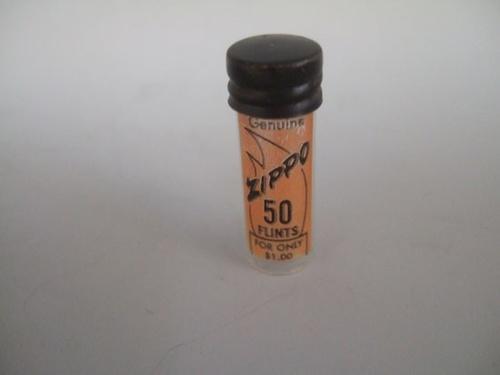 Genuine
ZIPPO
50
FLINTS
FOR ONLY
$1.00